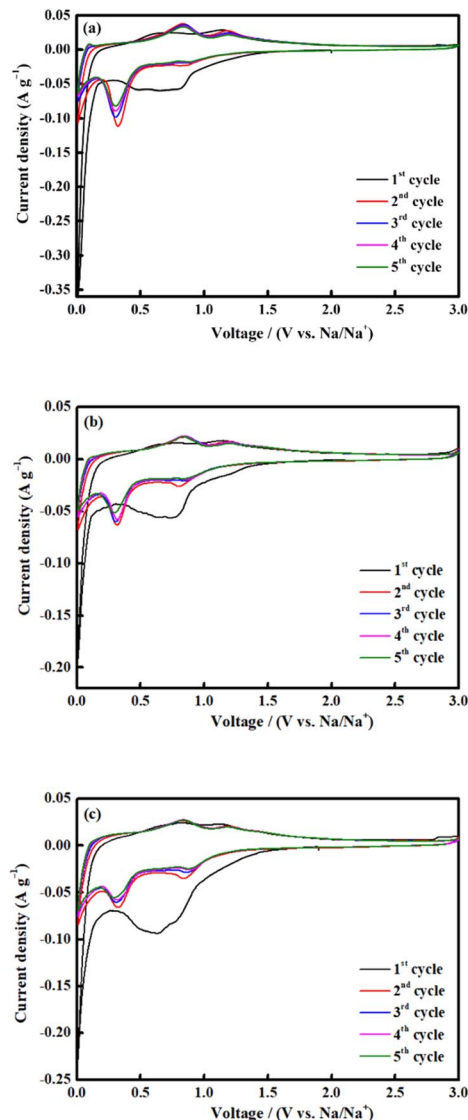 (a)
0.05
0.00
-0.05
-0.10
-0.15
-0.20
-0.25
-0.30
-0.35
Current density (A g⁻¹)
1ˢᵗ cycle
2ⁿᵈ cycle
3ʳᵈ cycle
4ᵗʰ cycle
5ᵗʰ cycle
0.0 0.5 1.0 1.5 2.0 2.5 3.0
Voltage / (V vs. Na/Na⁺)
(b)
0.05
0.00
-0.05
-0.10
-0.15
-0.20
Current density (A g⁻¹)
1ˢᵗ cycle
2ⁿᵈ cycle
3ʳᵈ cycle
4ᵗʰ cycle
5ᵗʰ cycle
0.0 0.5 1.0 1.5 2.0 2.5 3.0
Voltage / (V vs. Na/Na⁺)
(c)
0.05
0.00
-0.05
-0.10
-0.15
-0.20
-0.25
Current density (A g⁻¹)
1ˢᵗ cycle
2ⁿᵈ cycle
3ʳᵈ cycle
4ᵗʰ cycle
5ᵗʰ cycle
0.0 0.5 1.0 1.5 2.0 2.5 3.0
Voltage / (V vs. Na/Na⁺)